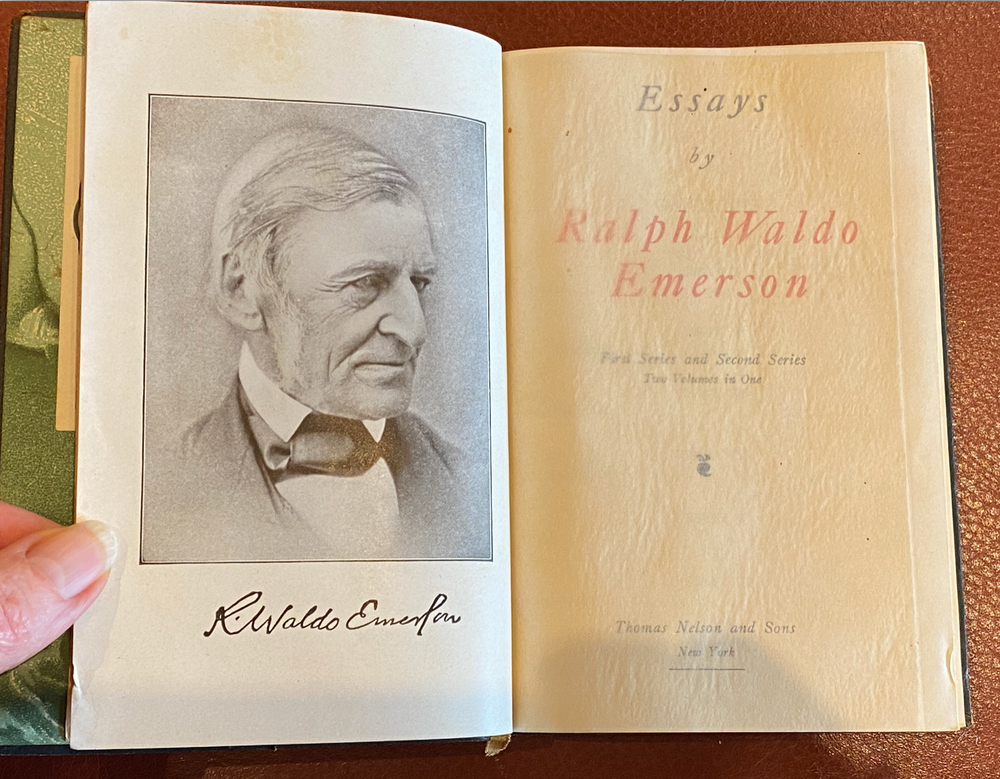 R. Waldo Emerson
Essays
by
Ralph Waldo
Emerson
First Series and Second Series
Two Volumes in One
Thomas Nelson and Sons
New York